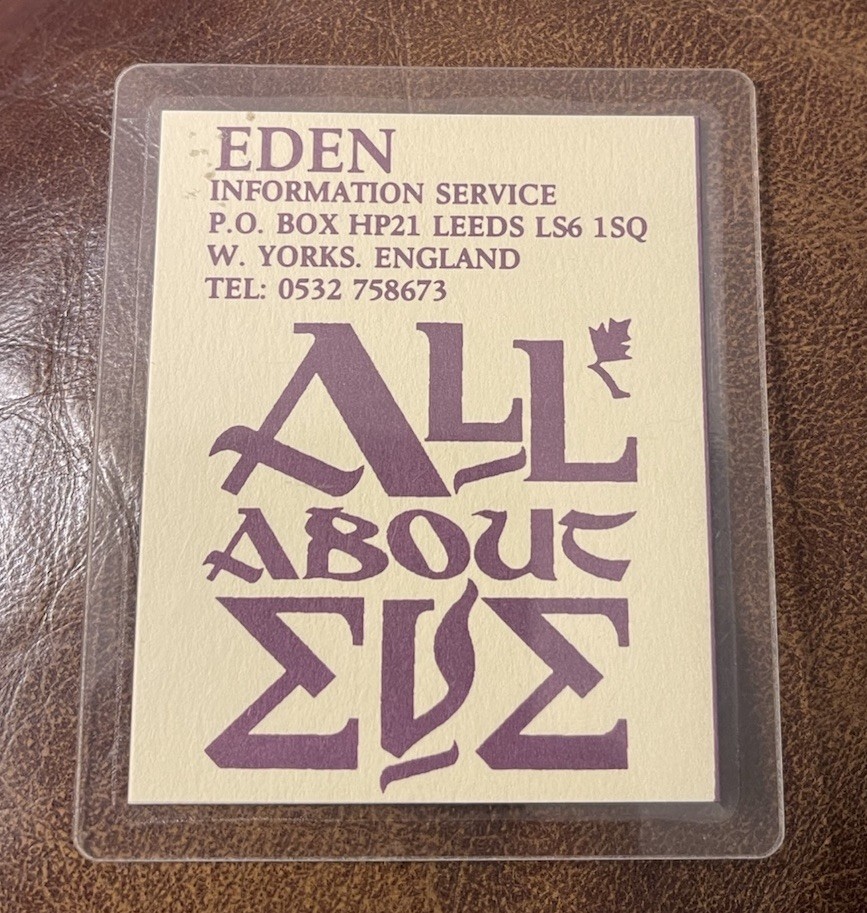 EDEN
INFORMATION SERVICE
P.O. BOX HP21 LEEDS LS6 1SQ
W. YORKS. ENGLAND
TEL: 0532 758673
ALL
ABOUT
EVE